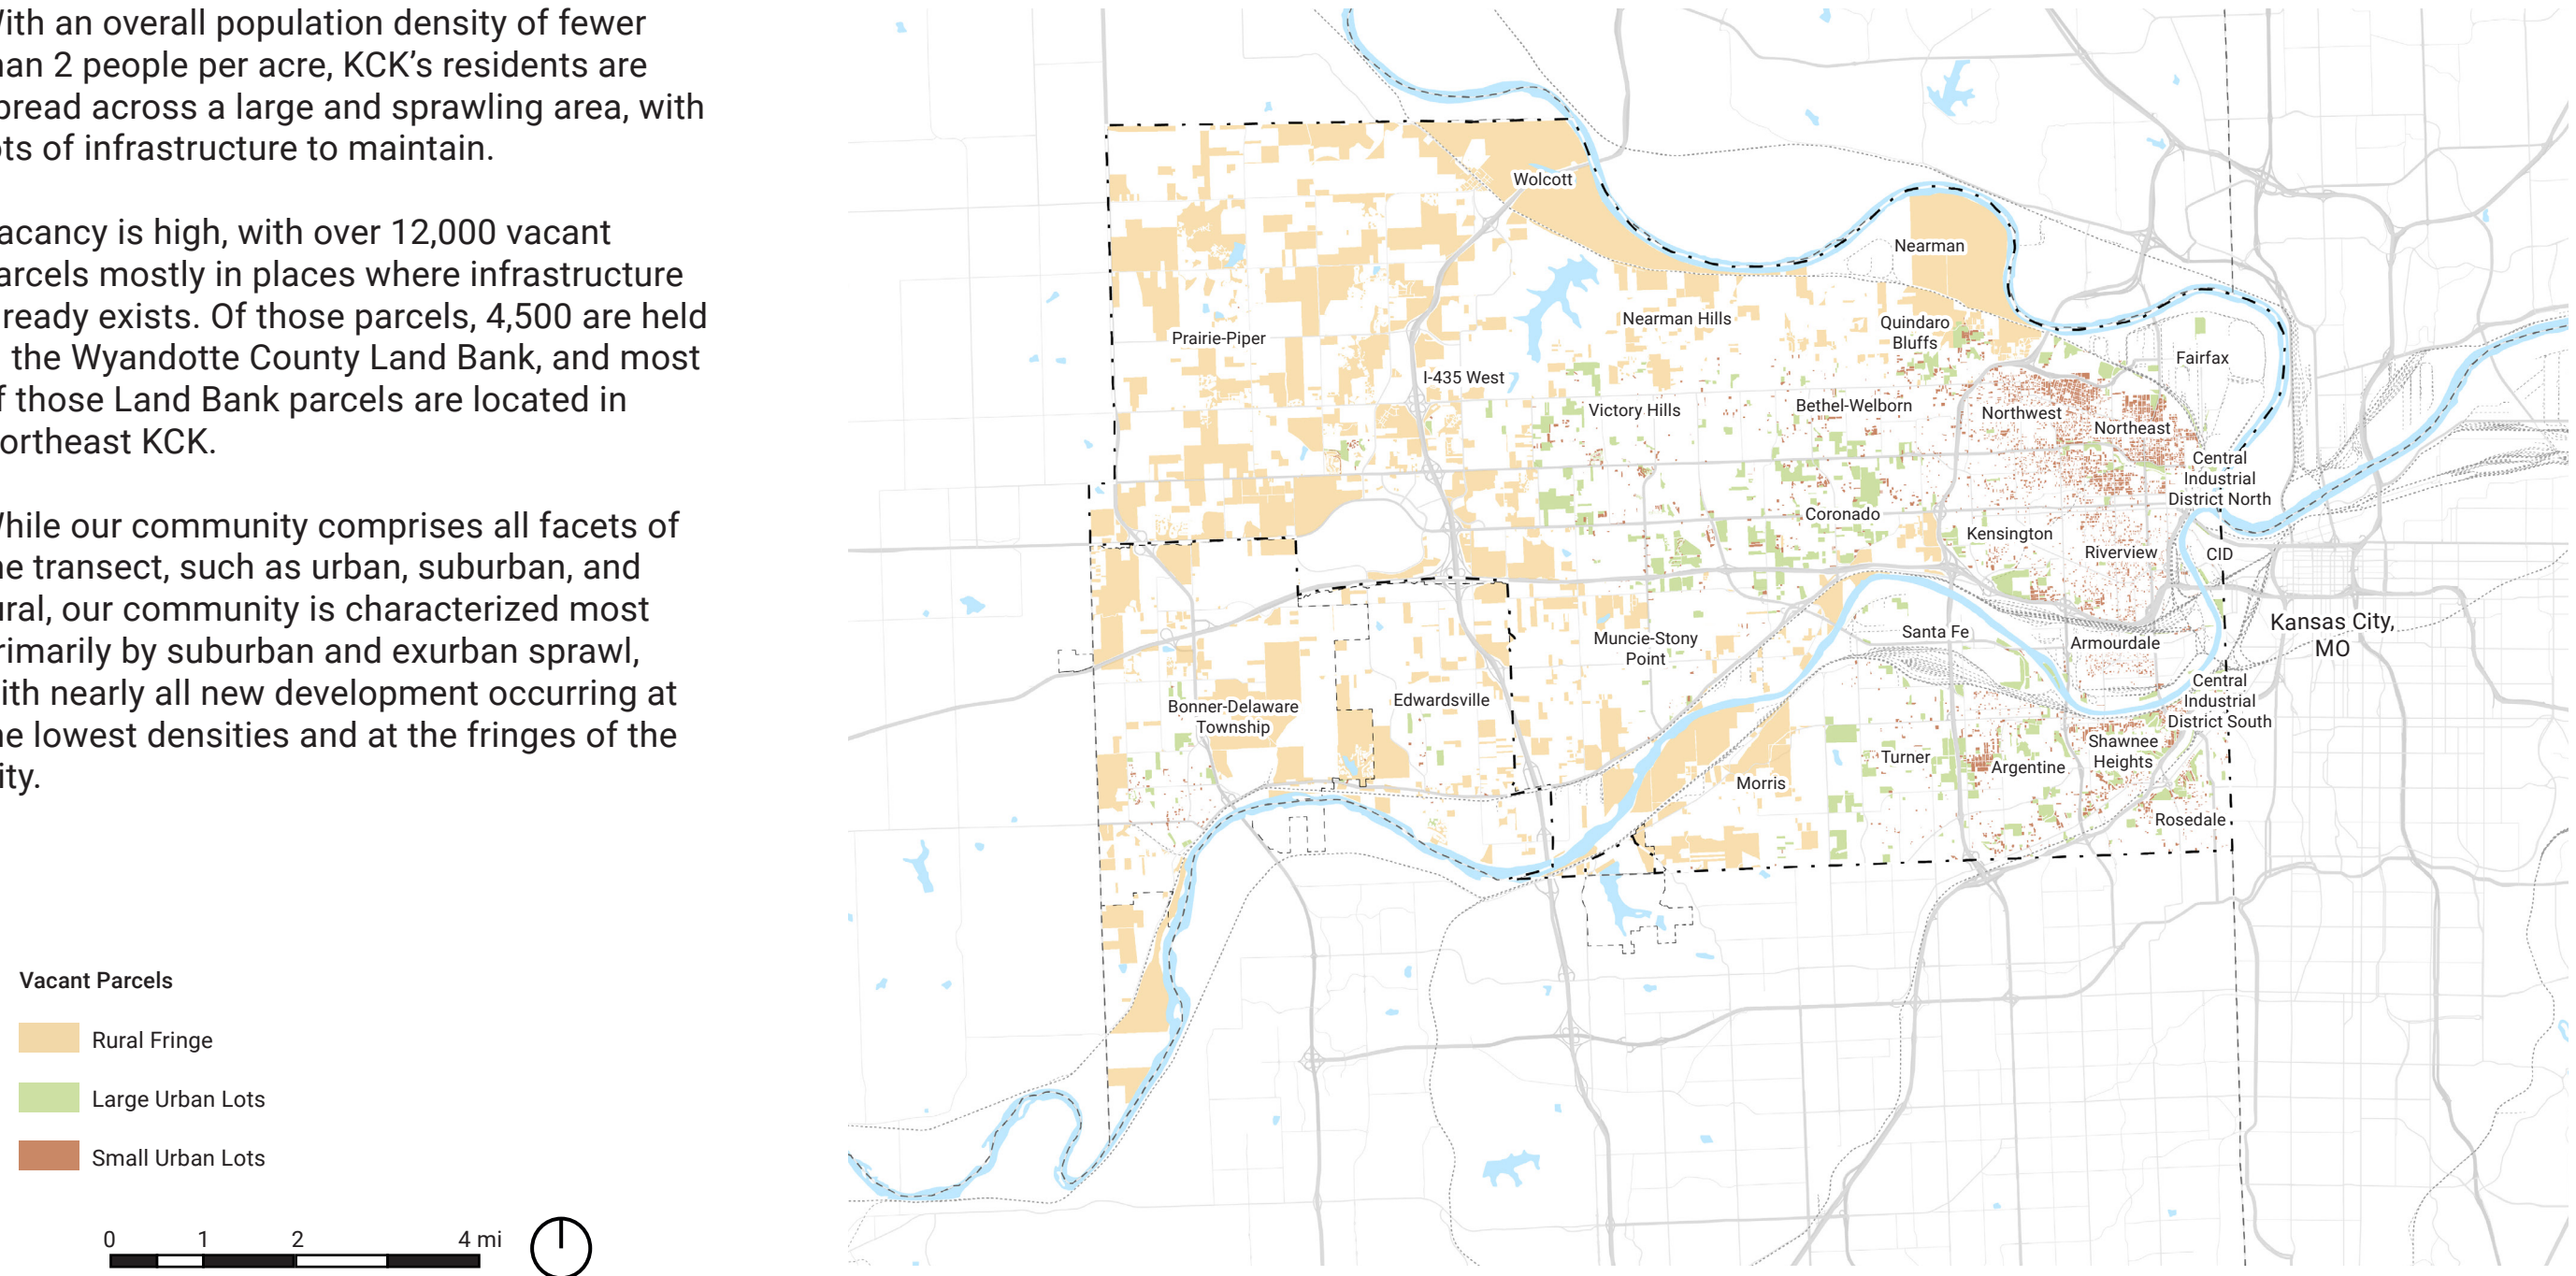 ith an overall population density of fewer
an 2 people per acre, KCK’s residents are
pread across a large and sprawling area, with
ts of infrastructure to maintain.
acancy is high, with over 12,000 vacant
arcels mostly in places where infrastructure
ready exists. Of those parcels, 4,500 are held
the Wyandotte County Land Bank, and most
f those Land Bank parcels are located in
ortheast KCK.
hile our community comprises all facets of
e transect, such as urban, suburban, and
ral, our community is characterized most
rimarily by suburban and exurban sprawl,
ith nearly all new development occurring at
e lowest densities and at the fringes of the
ity.
Vacant Parcels
Rural Fringe
Large Urban Lots
Small Urban Lots
0 1 2 4 mi
Wolcott
Nearman
Nearman Hills
Quindaro
Bluffs
Prairie-Piper
Fairfax
I-435 West
Victory Hills
Bethel-Welborn
Northwest
Northeast
Central
Industrial
District North
Coronado
Kensington
Riverview
CID
Kansas City,
MO
Muncie-Stony
Point
Santa Fe
Armourdale
Bonner-Delaware
Township
Edwardsville
Central
Industrial
District South
Shawnee
Heights
Turner
Argentine
Morris
Rosedale